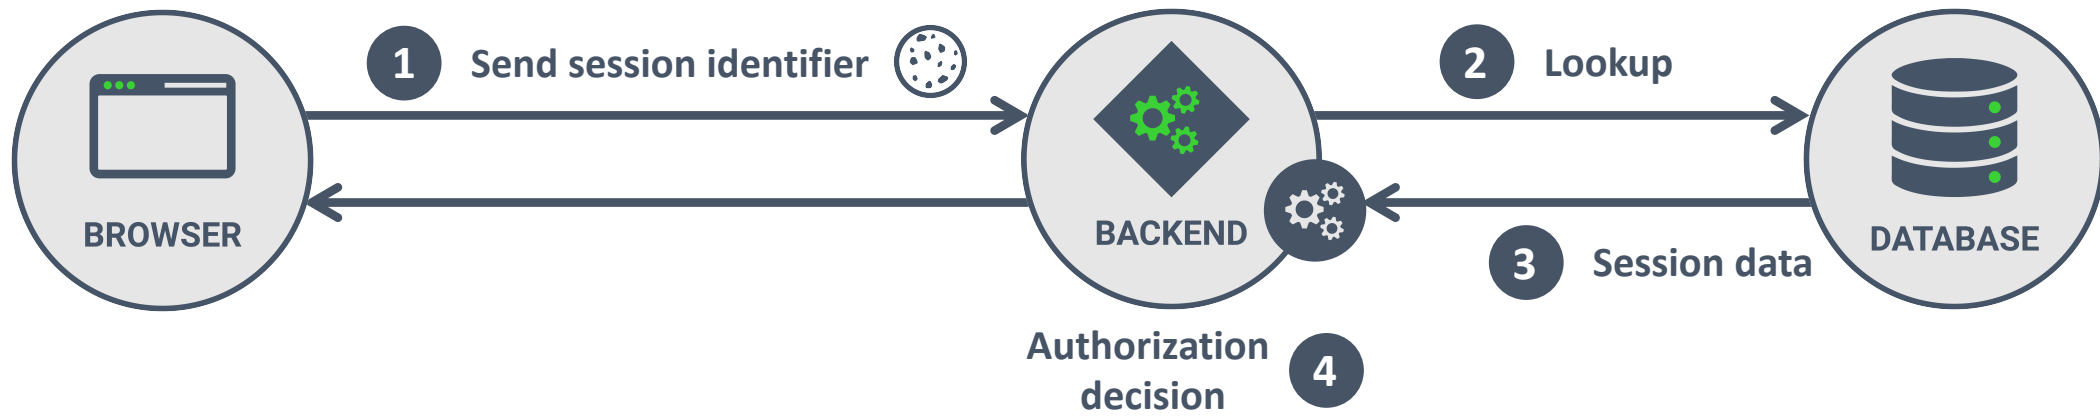 1 Send session identifier
2 Lookup
BROWSER
BACKEND
DATABASE
3 Session data
Authorization
decision
4